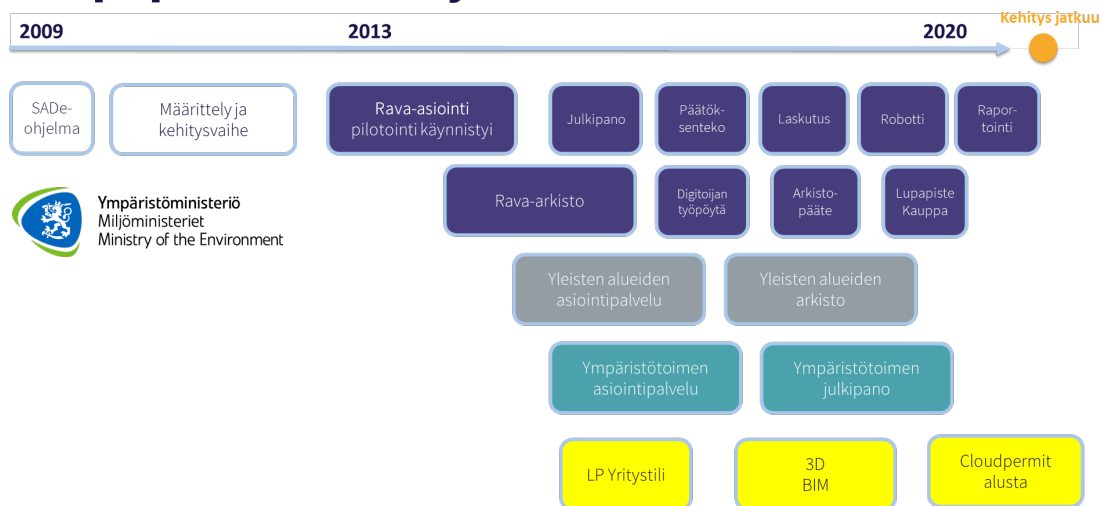 Kehitys jatkuu
2009
2013
2020
SADe-
ohjelma
Määrittely ja
kehitysvaihe
Rava-asiointi
pilotointi käynnistyi
Julkipano
Päätök-
senteko
Laskutus
Robotti
Rapor-
tointi
Rava-arkisto
Digitoijan
työpöytä
Arkisto-
pääte
Lupapiste
Kauppa
Ympäristöministeriö
Miljöministeriet
Ministry of the Environment
Yleisten alueiden
asiointipalvelu
Yleisten alueiden
arkisto
Ympäristötoimen
asiointipalvelu
Ympäristötoimen
julkipano
LP Yritystili
3D
BIM
Cloudpermit
alusta